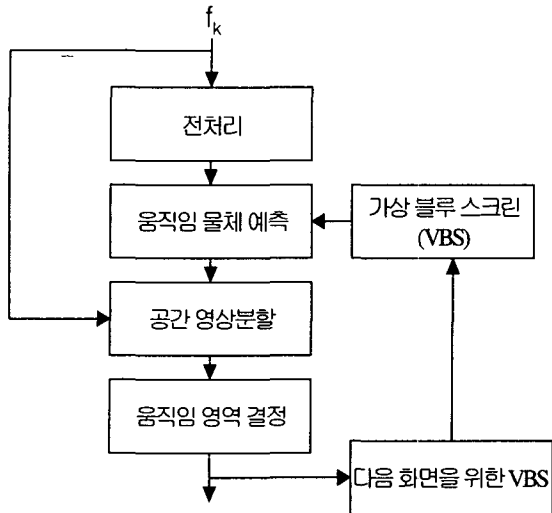 f_k
전처리
움직임 물체 예측
가상 블루 스크린
(VBS)
공간 영상분할
움직임 영역 결정
다음 화면을 위한 VBS